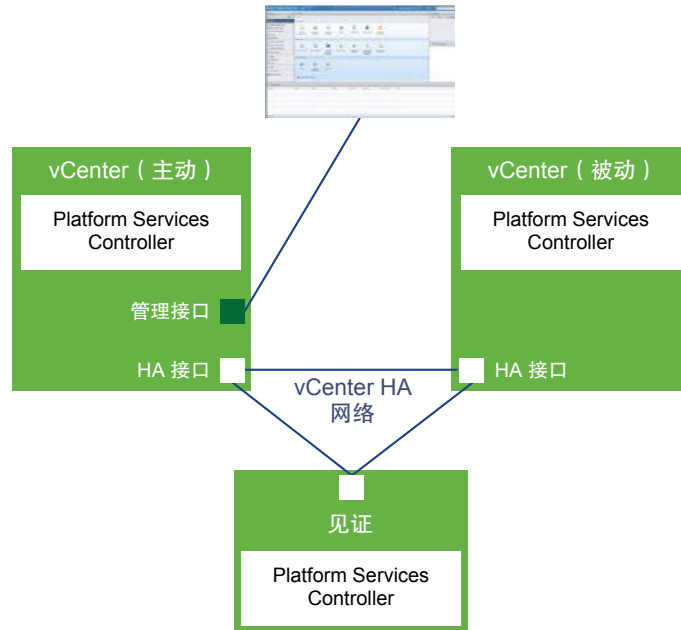 vCenter（主动）
Platform Services
Controller
管理接口
HA 接口
vCenter（被动）
Platform Services
Controller
HA 接口
vCenter HA
网络
见证
Platform Services
Controller